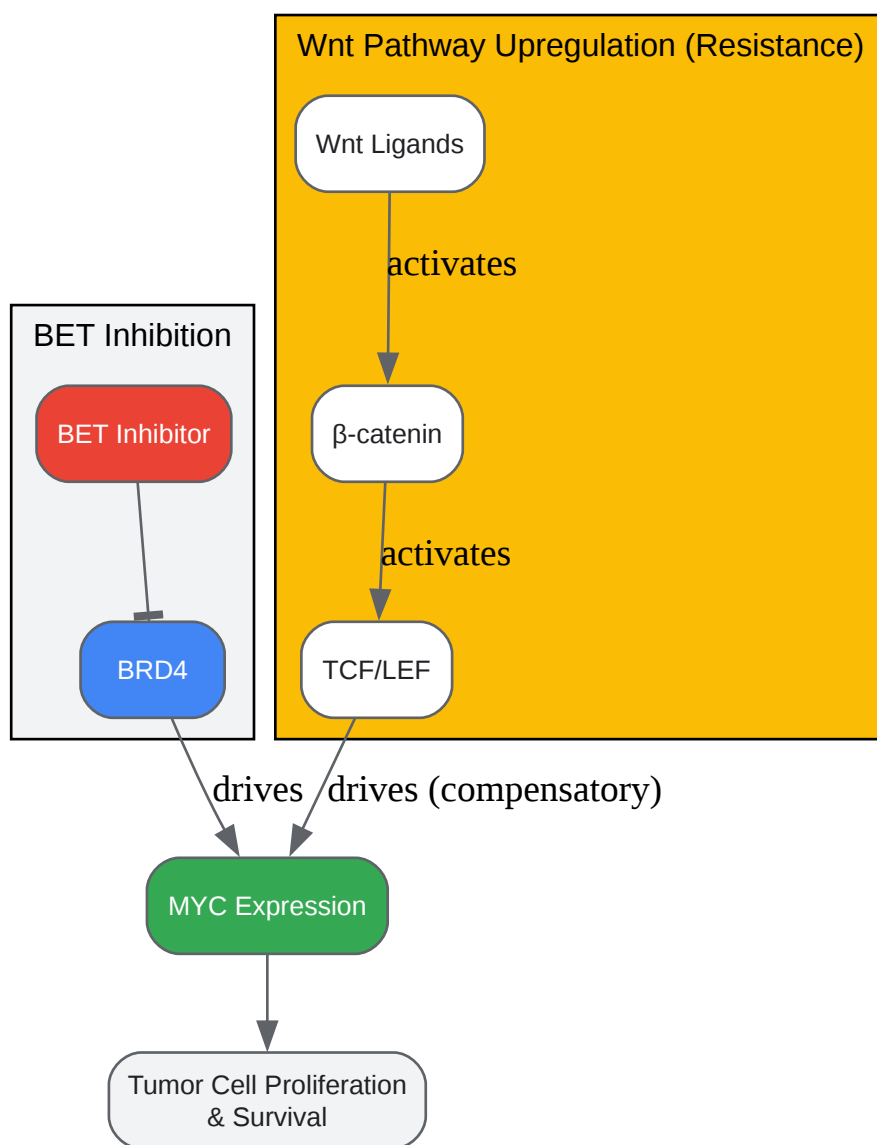 Wnt Pathway Upregulation (Resistance)
Wnt Ligands
activates
BET Inhibition
BET Inhibitor
β-catenin
activates
BRD4
TCF/LEF
drives
drives (compensatory)
MYC Expression
Tumor Cell Proliferation
& Survival